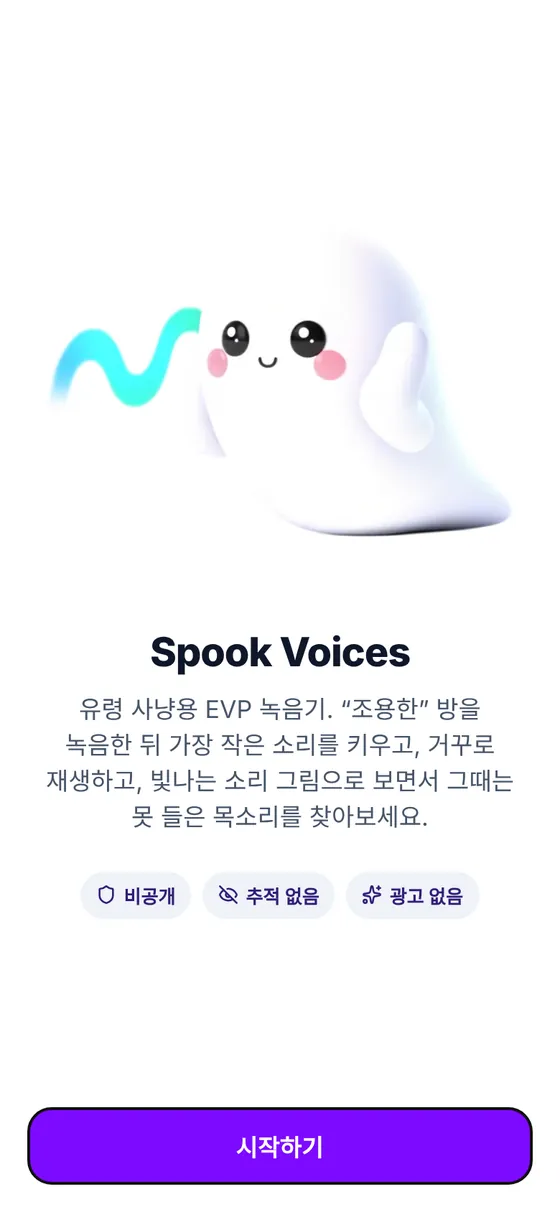 Spook Voices
유령 사냥용 EVP 녹음기. “조용한” 방을
녹음한 뒤 가장 작은 소리를 키우고, 거꾸로
재생하고, 빛나는 소리 그림으로 보면서 그때는
못 들은 목소리를 찾아보세요.
비공개
추적 없음
광고 없음
시작하기